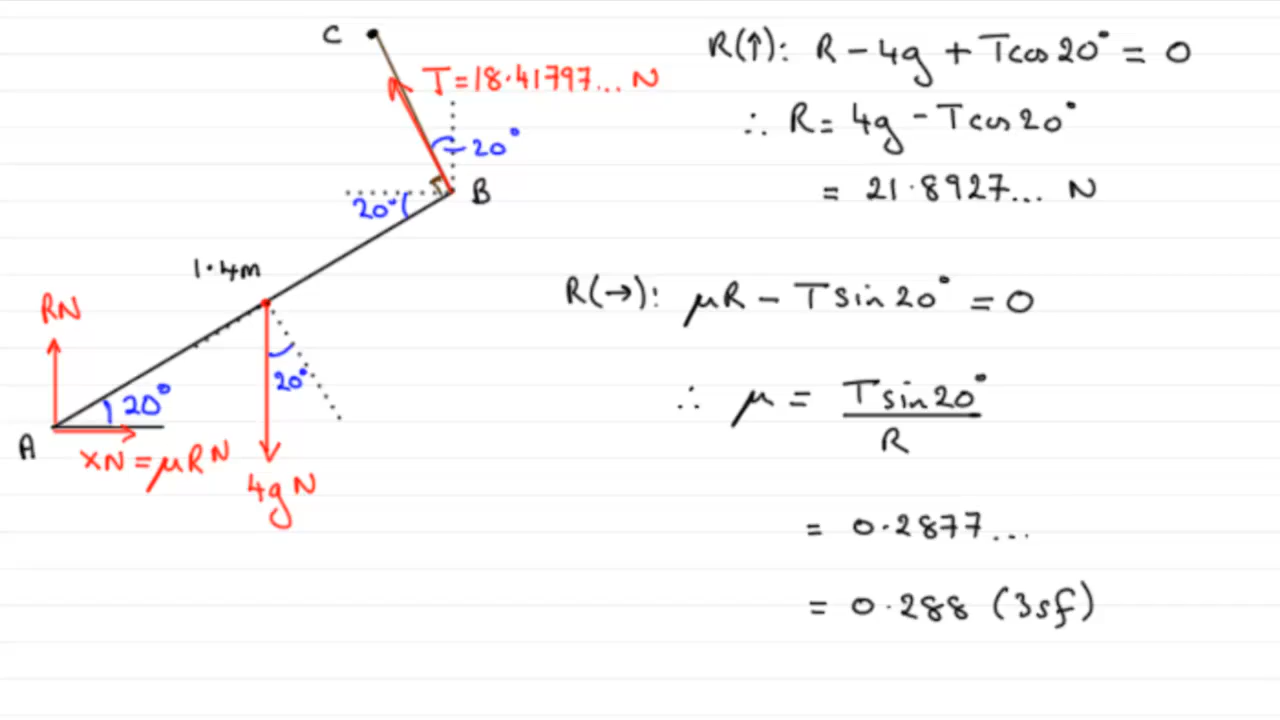 C
T=18.41797... N
20°
B
20°
1.4m
RN
20°
20°
A
XN = μRN
4g N
R(↑): R - 4g + Tcos20° = 0
∴ R = 4g - Tcos20°
= 21.8927... N
R(→): μR - Tsin20° = 0
∴ μ = Tsin20° / R
= 0.2877...
= 0.288 (3sf)